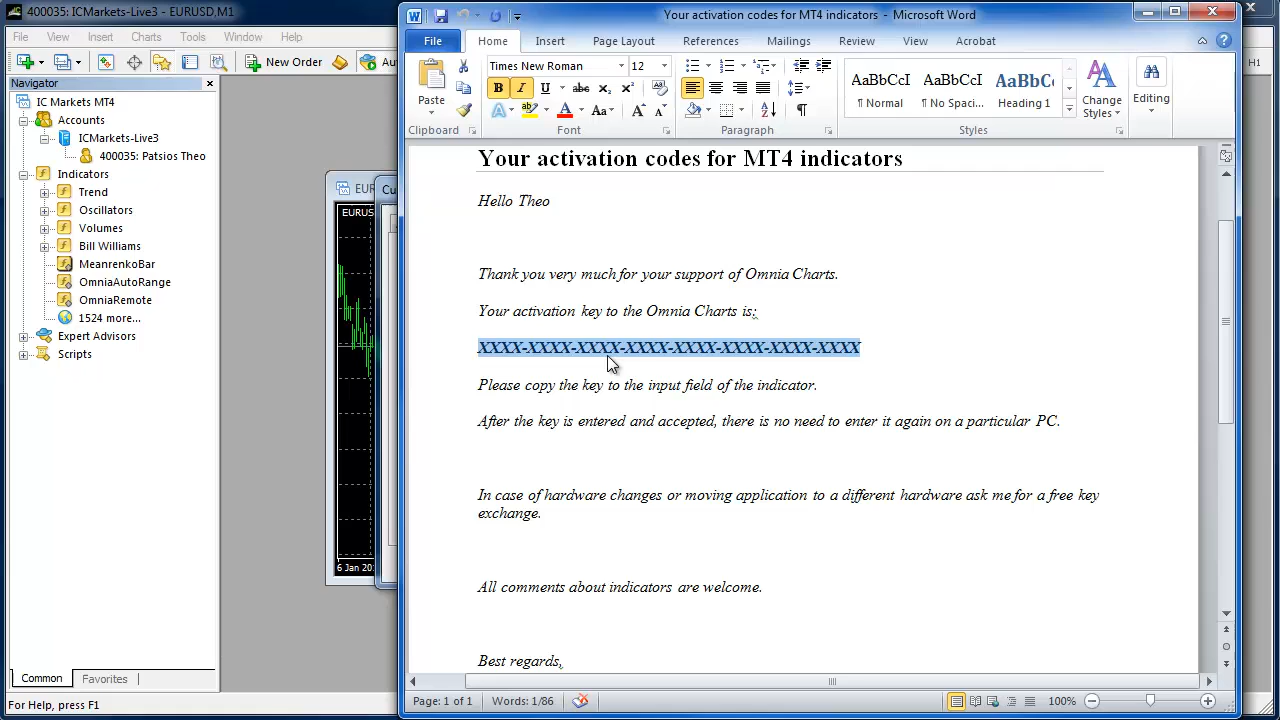 400035: ICMarkets-Live3 - EURUSD,M1
File View Insert Charts Tools Window Help
New Order
H1
Navigator
IC Markets MT4
Accounts
ICMarkets-Live3
400035: Patsios Theo
Indicators
Trend
Oscillators
Volumes
Bill Williams
MeanrenkoBar
OmniaAutoRange
OmniaRemote
1524 more...
Expert Advisors
Scripts
Common Favorites
For Help, press F1
6 Jan
Your activation codes for MT4 indicators - Microsoft Word
File Home Insert Page Layout References Mailings Review View Acrobat
Paste
Clipboard
Times New Roman 12
B I U abc X₂ X²
Aa A A
Font
Paragraph
AaBbCcI AaBbCcI AaBbC
¶ Normal ¶ No Spaci... Heading 1
Change Styles
Styles
Editing
Your activation codes for MT4 indicators
Hello Theo
Thank you very much for your support of Omnia Charts.
Your activation key to the Omnia Charts is:
XXXX-XXXX-XXXX-XXXX-XXXX-XXXX-XXXX-XXXX
Please copy the key to the input field of the indicator.
After the key is entered and accepted, there is no need to enter it again on a particular PC.
In case of hardware changes or moving application to a different hardware ask me for a free key
exchange.
All comments about indicators are welcome.
Best regards,
Page: 1 of 1 Words: 1/86 100%